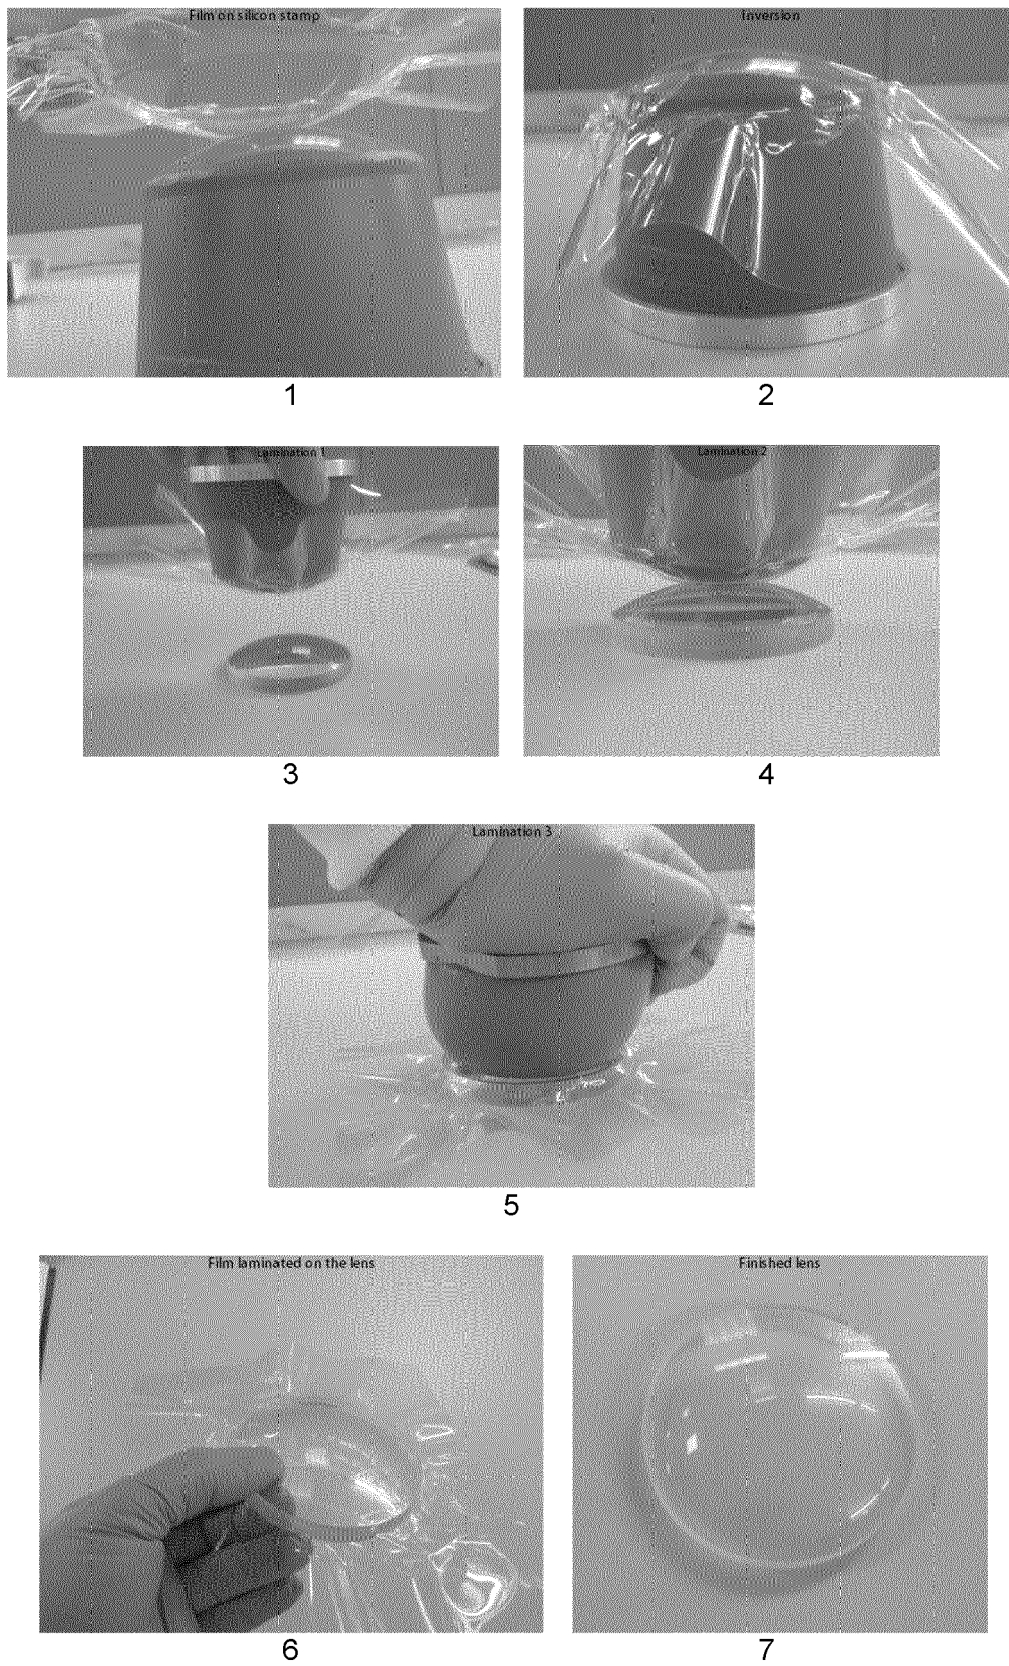 Film on silicon stamp
Inversion
1
2
Lamination 1
Lamination 2
3
4
Lamination 3
5
Film laminated on the lens
Finished lens
6
7